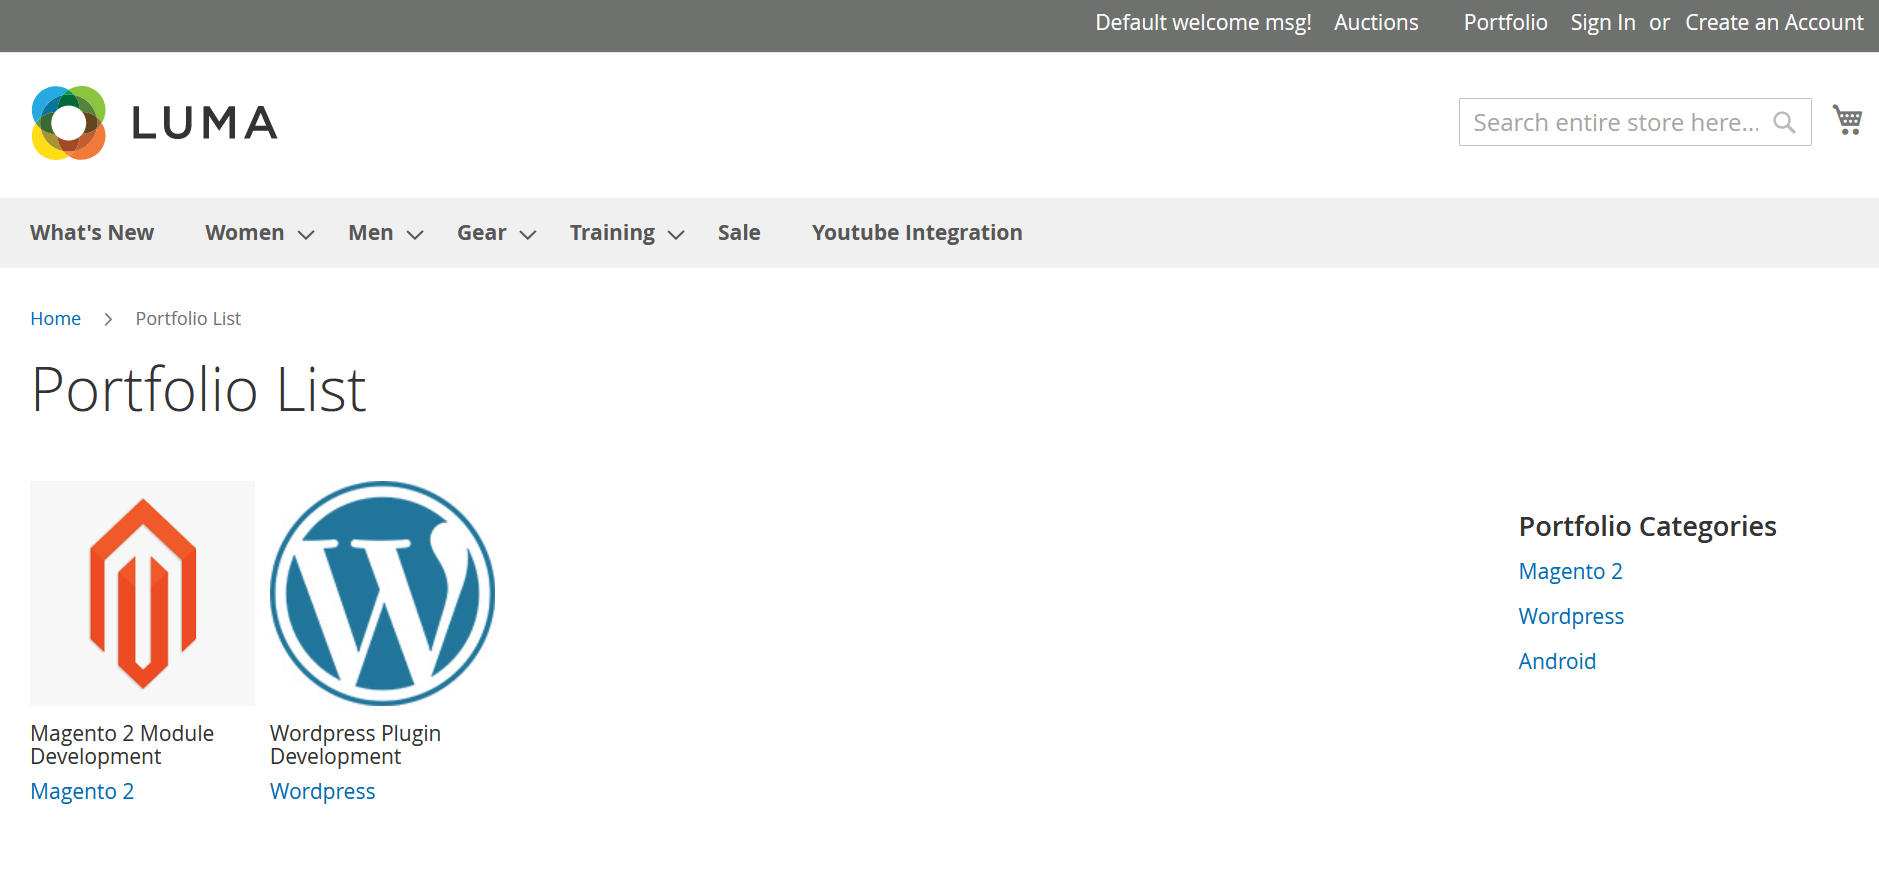 Default welcome msg! Auctions Portfolio Sign In or Create an Account
LUMA
Search entire store here...
What's New Women Men Gear Training Sale Youtube Integration
Home Portfolio List
Portfolio List
Magento 2 Module
Development
Magento 2
Wordpress Plugin
Development
Wordpress
Portfolio Categories
Magento 2
Wordpress
Android